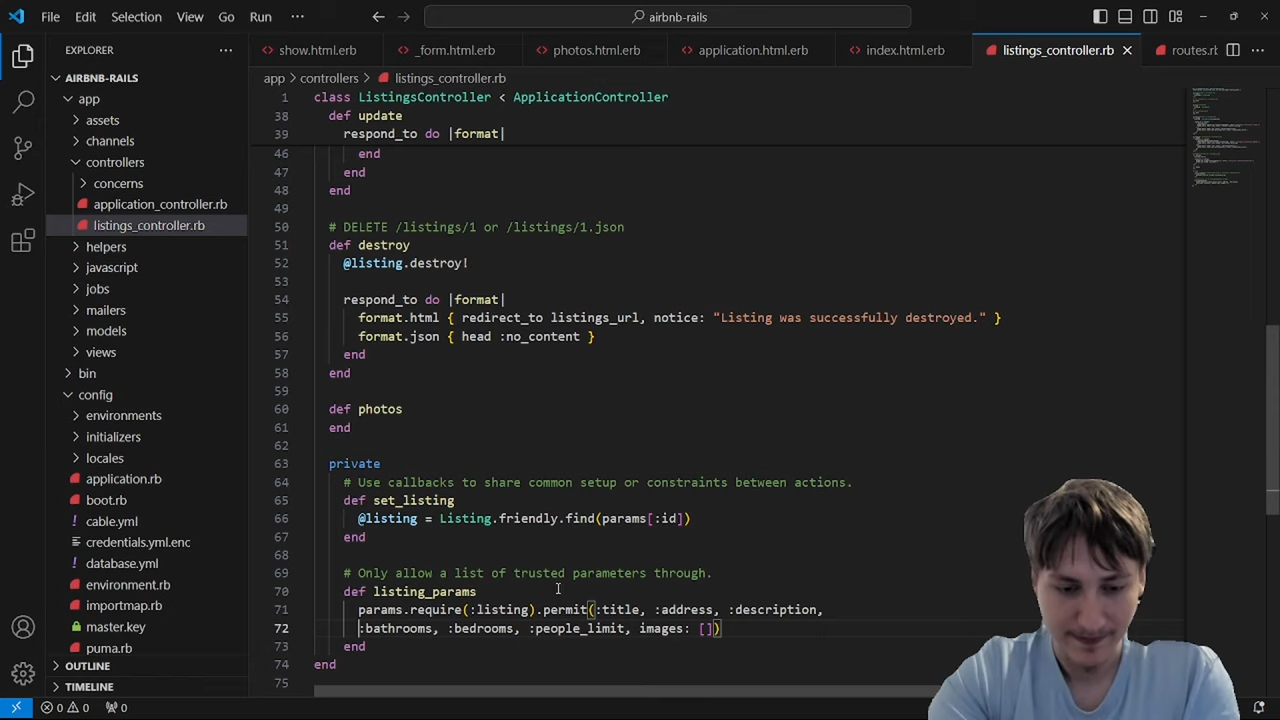 File Edit Selection View Go Run ··· airbnb-rails
EXPLORER ···
show.html.erb _form.html.erb photos.html.erb application.html.erb index.html.erb listings_controller.rb routes.rb ···
AIRBNB-RAILS
app > controllers > listings_controller.rb
app
assets
channels
controllers
concerns
application_controller.rb
listings_controller.rb
helpers
javascript
jobs
mailers
models
views
bin
config
environments
initializers
locales
application.rb
boot.rb
cable.yml
credentials.yml.enc
database.yml
environment.rb
importmap.rb
master.key
puma.rb
OUTLINE
TIMELINE
1 class ListingsController < ApplicationController
38 def update
39 respond_to do |format|
46 end
47 end
48 end
49
50 # DELETE /listings/1 or /listings/1.json
51 def destroy
52 @listing.destroy!
53
54 respond_to do |format|
55 format.html { redirect_to listings_url, notice: "Listing was successfully destroyed." }
56 format.json { head :no_content }
57 end
58 end
59
60 def photos
61 end
62
63 private
64 # Use callbacks to share common setup or constraints between actions.
65 def set_listing
66 @listing = Listing.friendly.find(params[:id])
67 end
68
69 # Only allow a list of trusted parameters through.
70 def listing_params
71 params.require(:listing).permit(:title, :address, :description,
72 :bathrooms, :bedrooms, :people_limit, images: [])
73 end
74 end
75
0 0 0